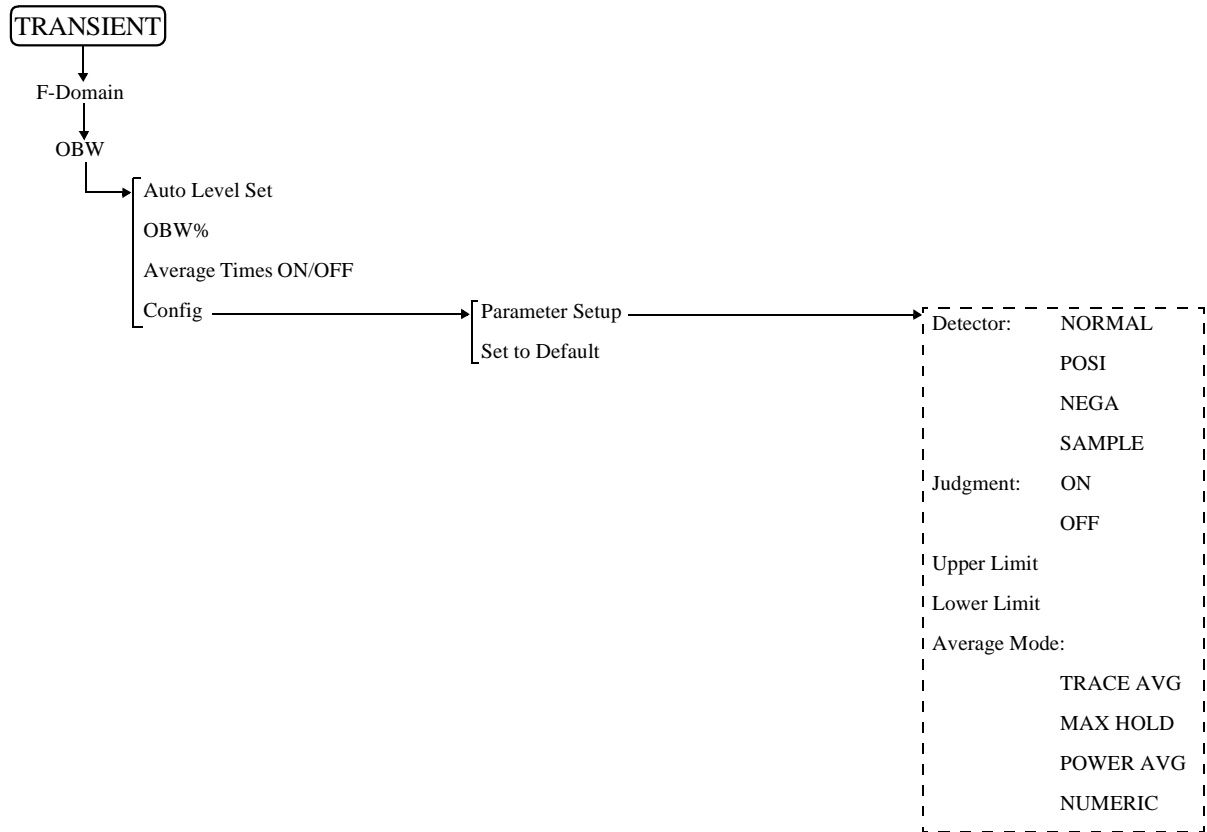 TRANSIENT
F-Domain
OBW
Auto Level Set
OBW%
Average Times ON/OFF
Config
Parameter Setup
Set to Default
Detector: NORMAL
POSI
NEGA
SAMPLE
Judgment: ON
OFF
Upper Limit
Lower Limit
Average Mode:
TRACE AVG
MAX HOLD
POWER AVG
NUMERIC